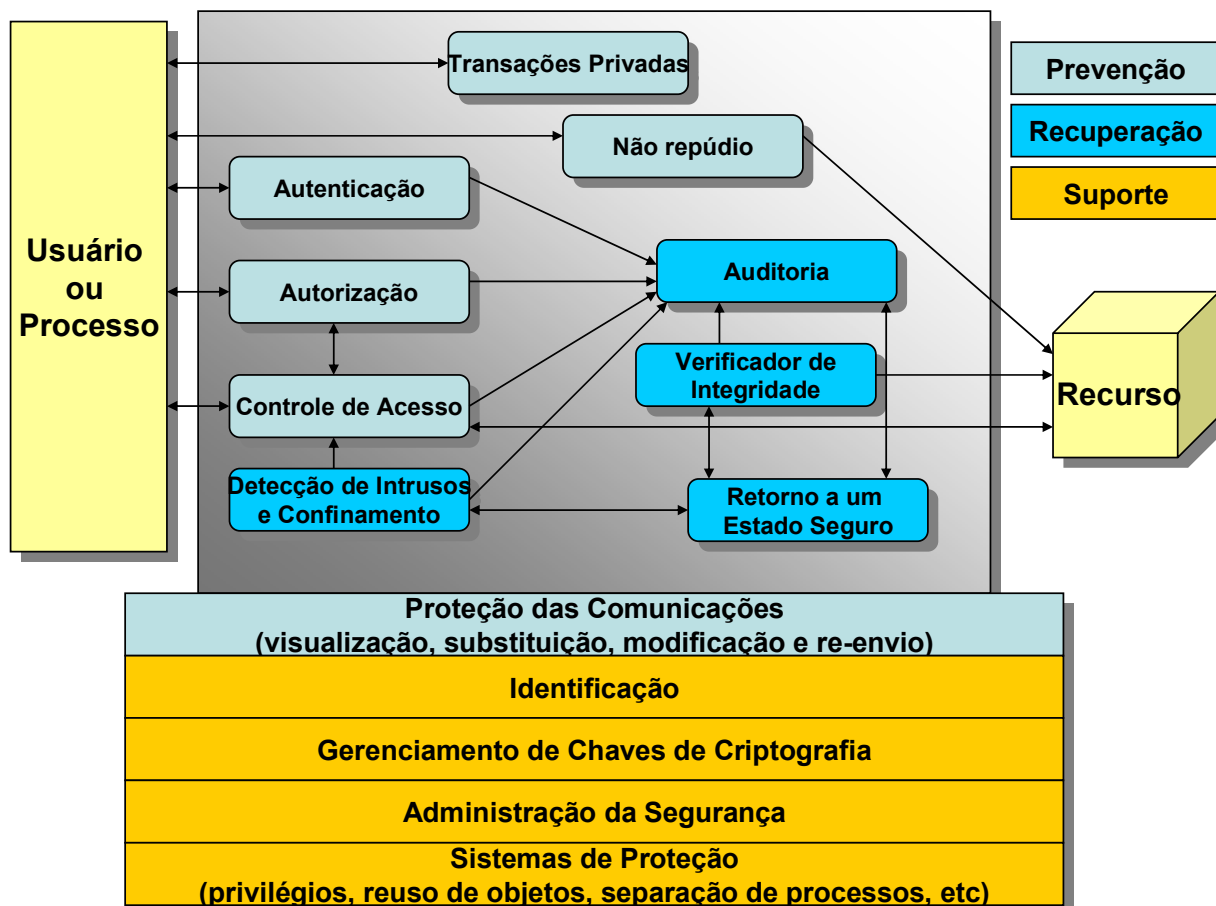 Transações Privadas
Prevenção
Não repúdio
Recuperação
Autenticação
Suporte
Usuário
ou
Processo
Auditoria
Autorização
Verificador de
Integridade
Recurso
Controle de Acesso
Detecção de Intrusos
e Confinamento
Retorno a um
Estado Seguro
Proteção das Comunicações
(visualização, substituição, modificação e re-envio)
Identificação
Gerenciamento de Chaves de Criptografia
Administração da Segurança
Sistemas de Proteção
(privilégios, reuso de objetos, separação de processos, etc)